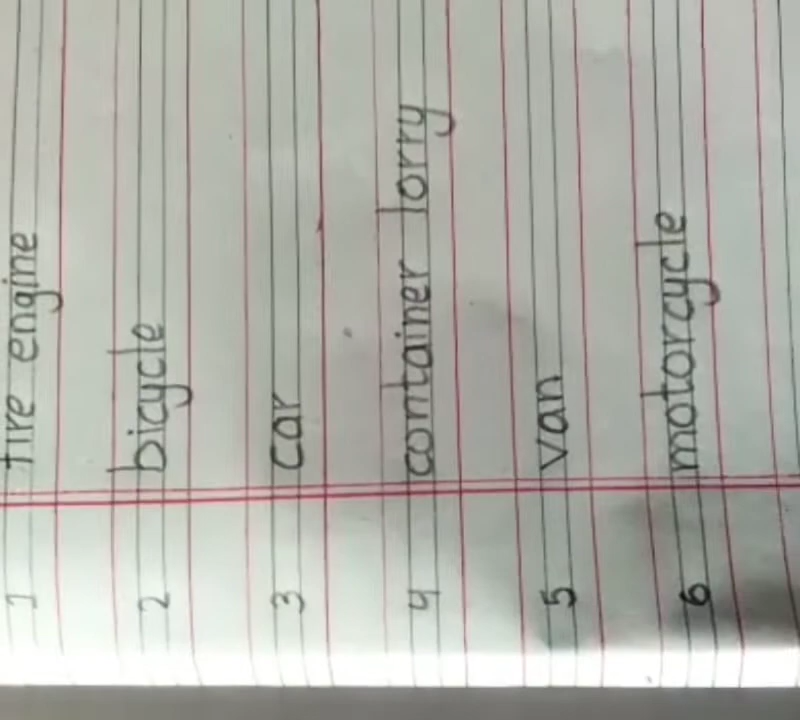 1 fire engine
2 bicycle
3 car
4 container lorry
5 van
6 motorcycle